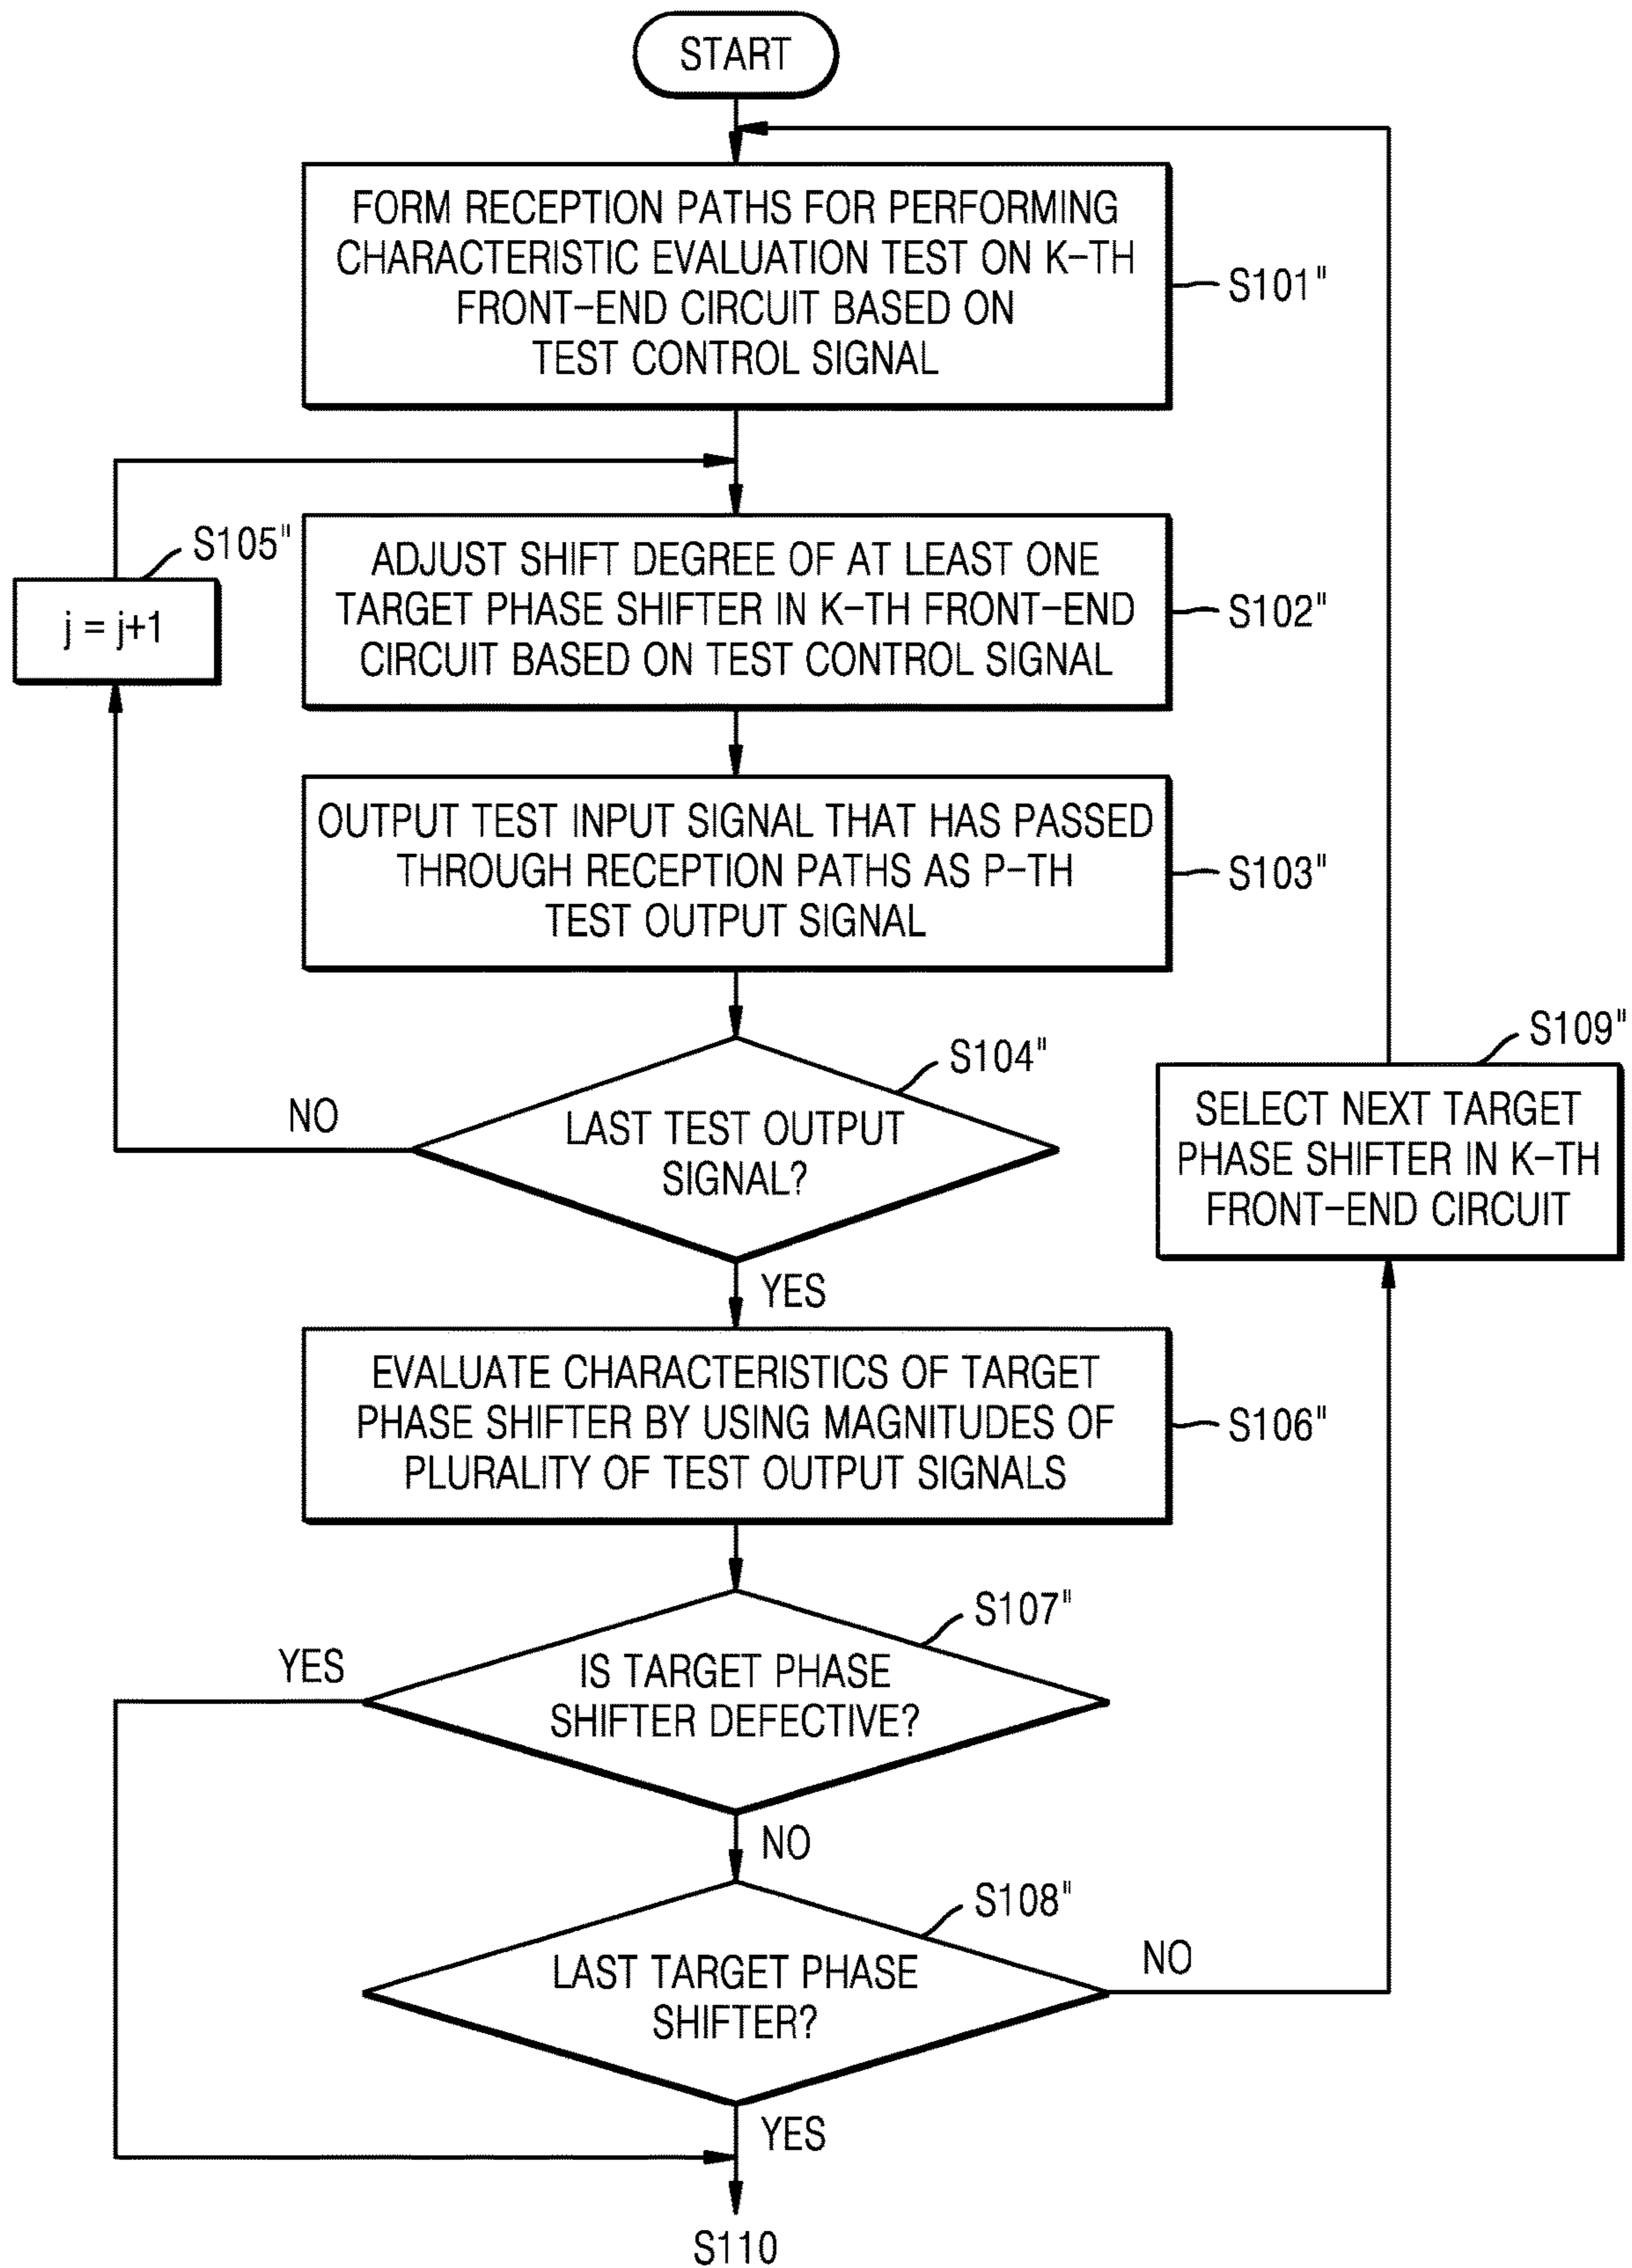 START
FORM RECEPTION PATHS FOR PERFORMING
CHARACTERISTIC EVALUATION TEST ON K-TH
FRONT-END CIRCUIT BASED ON
TEST CONTROL SIGNAL
S101"
S105"
j = j+1
ADJUST SHIFT DEGREE OF AT LEAST ONE
TARGET PHASE SHIFTER IN K-TH FRONT-END
CIRCUIT BASED ON TEST CONTROL SIGNAL
S102"
OUTPUT TEST INPUT SIGNAL THAT HAS PASSED
THROUGH RECEPTION PATHS AS P-TH
TEST OUTPUT SIGNAL
S103"
S104"
NO
LAST TEST OUTPUT
SIGNAL?
YES
S109"
SELECT NEXT TARGET
PHASE SHIFTER IN K-TH
FRONT-END CIRCUIT
EVALUATE CHARACTERISTICS OF TARGET
PHASE SHIFTER BY USING MAGNITUDES OF
PLURALITY OF TEST OUTPUT SIGNALS
S106"
S107"
YES
IS TARGET PHASE
SHIFTER DEFECTIVE?
NO
S108"
LAST TARGET PHASE
SHIFTER?
NO
YES
S110